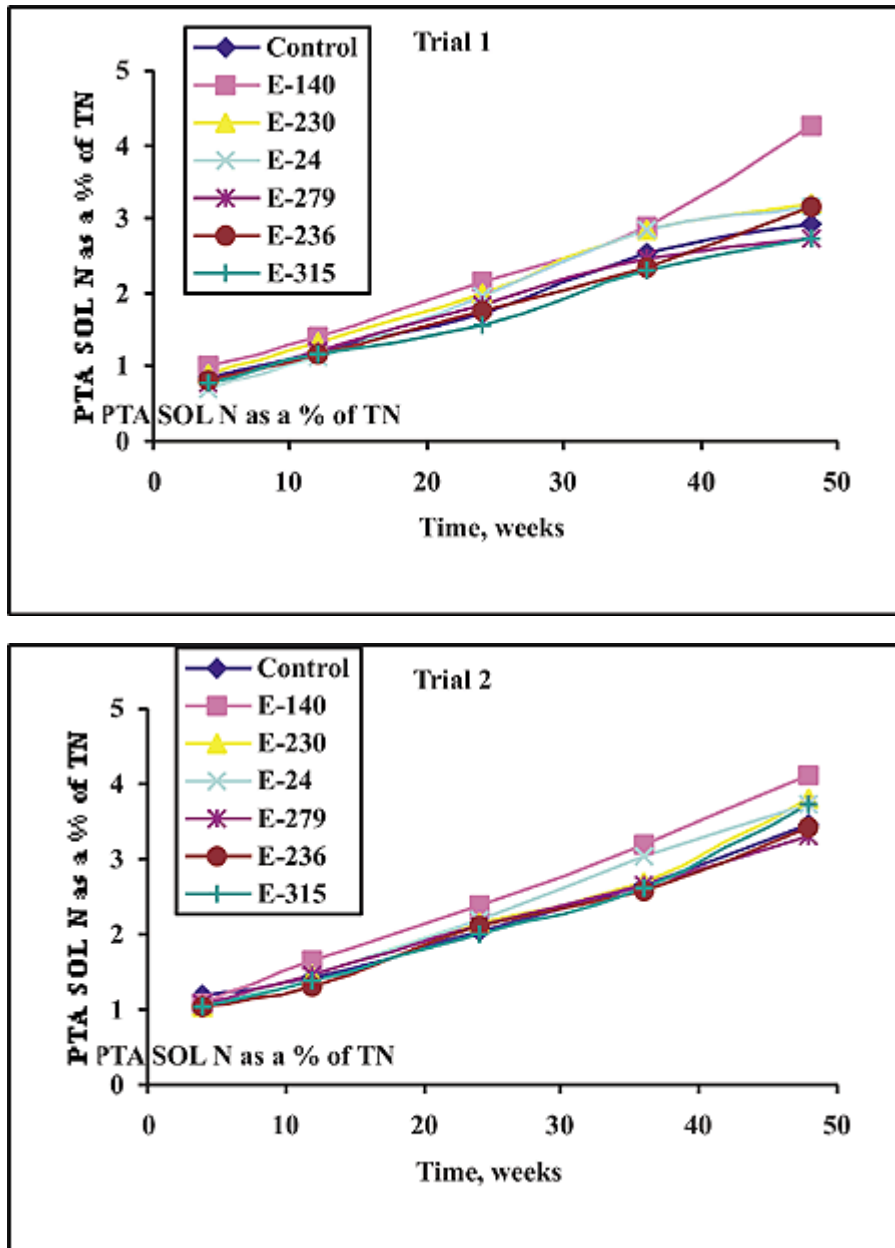 Trial 1
Control
E-140
E-230
E-24
E-279
E-236
E-315
PTA SOL N as a % of TN
5
4
3
2
1
0
PTA SOL N as a % of TN
0 10 20 30 40 50
Time, weeks
Trial 2
Control
E-140
E-230
E-24
E-279
E-236
E-315
PTA SOL N as a % of TN
5
4
3
2
1
0
PTA SOL N as a % of TN
0 10 20 30 40 50
Time, weeks